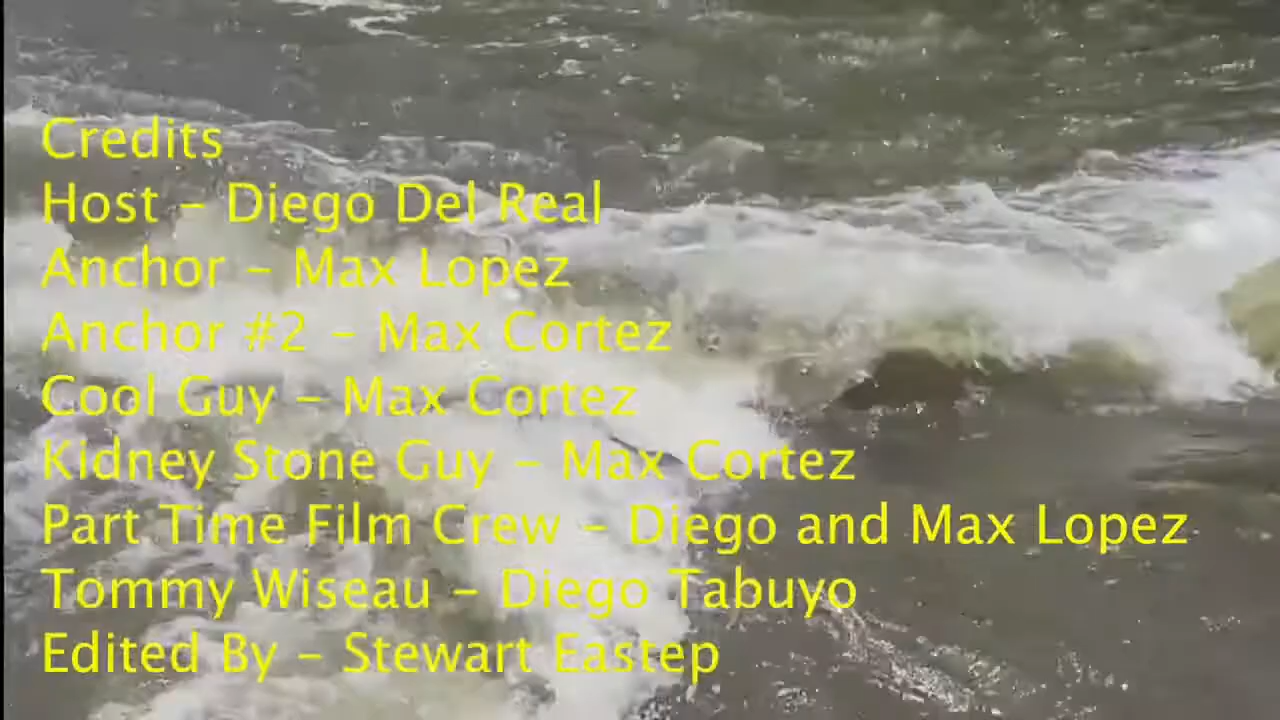 Credits
Host - Diego Del Real
Anchor - Max Lopez
Anchor #2 - Max Cortez
Cool Guy - Max Cortez
Kidney Stone Guy - Max Cortez
Part Time Film Crew - Diego and Max Lopez
Tommy Wiseau - Diego Tabuyo
Edited By - Stewart Eastep